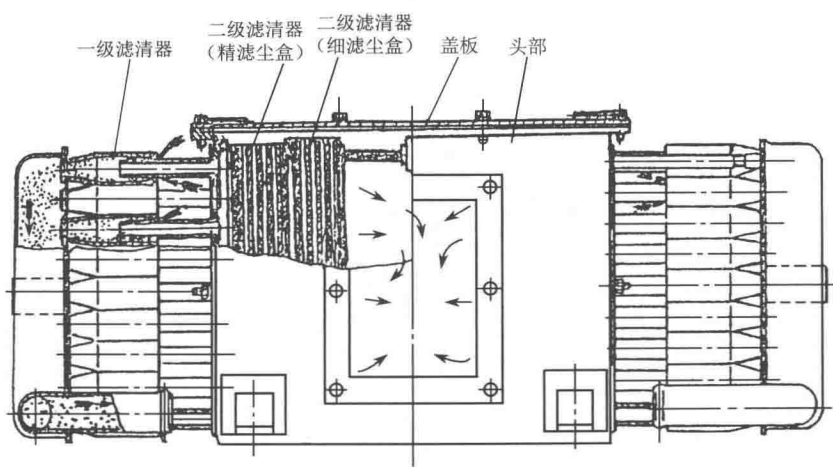 一级滤清器
二级滤清器
（精滤尘盒）
二级滤清器
（细滤尘盒）
盖板
头部